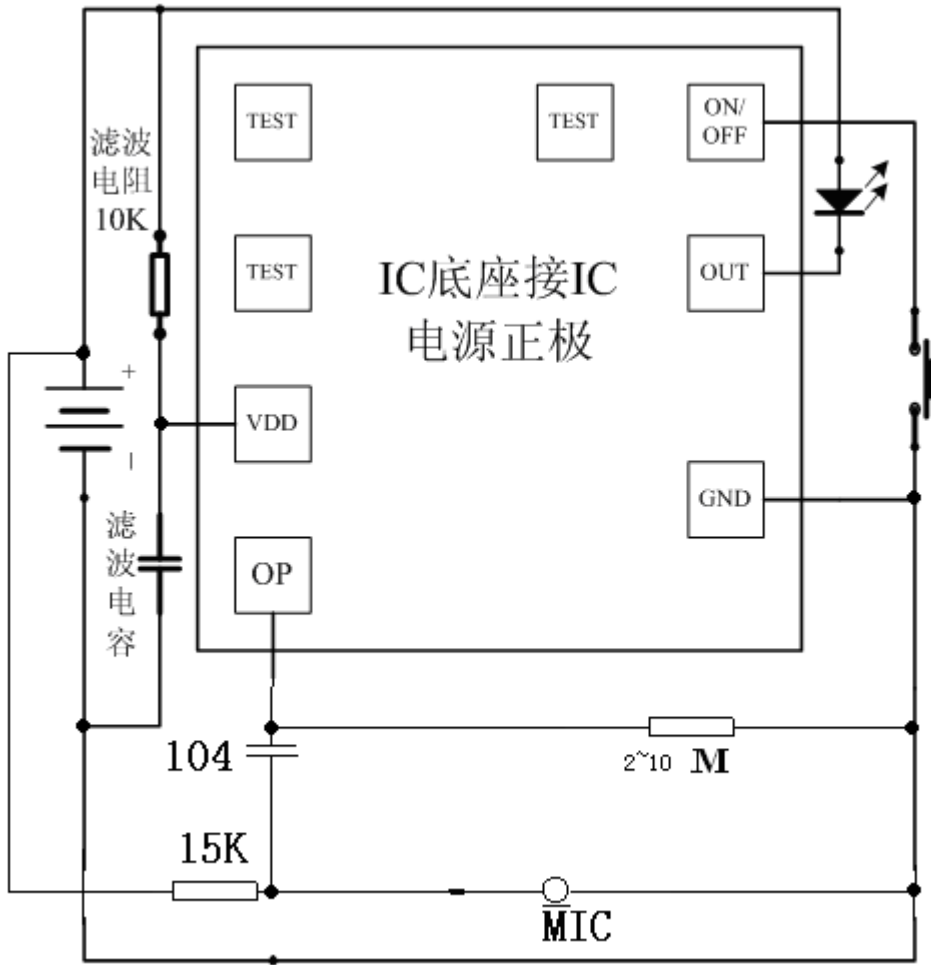 TEST
TEST
ON/
OFF
滤波
电阻
10K
TEST
IC底座接IC
电源正极
OUT
+
VDD
−
GND
滤
波
电
容
OP
104
2~10 M
15K
MIC